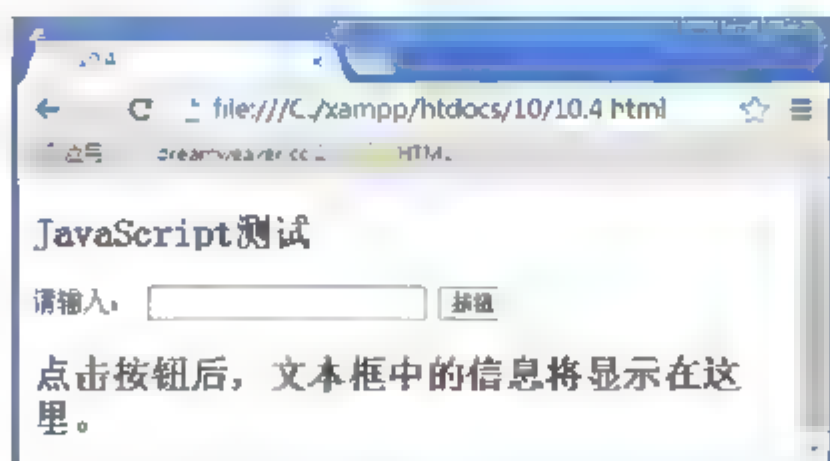 file:///C:/xampp/htdocs/10/10.4.html
JavaScript测试
请输入： 按钮
点击按钮后，文本框中的信息将显示在这
里。